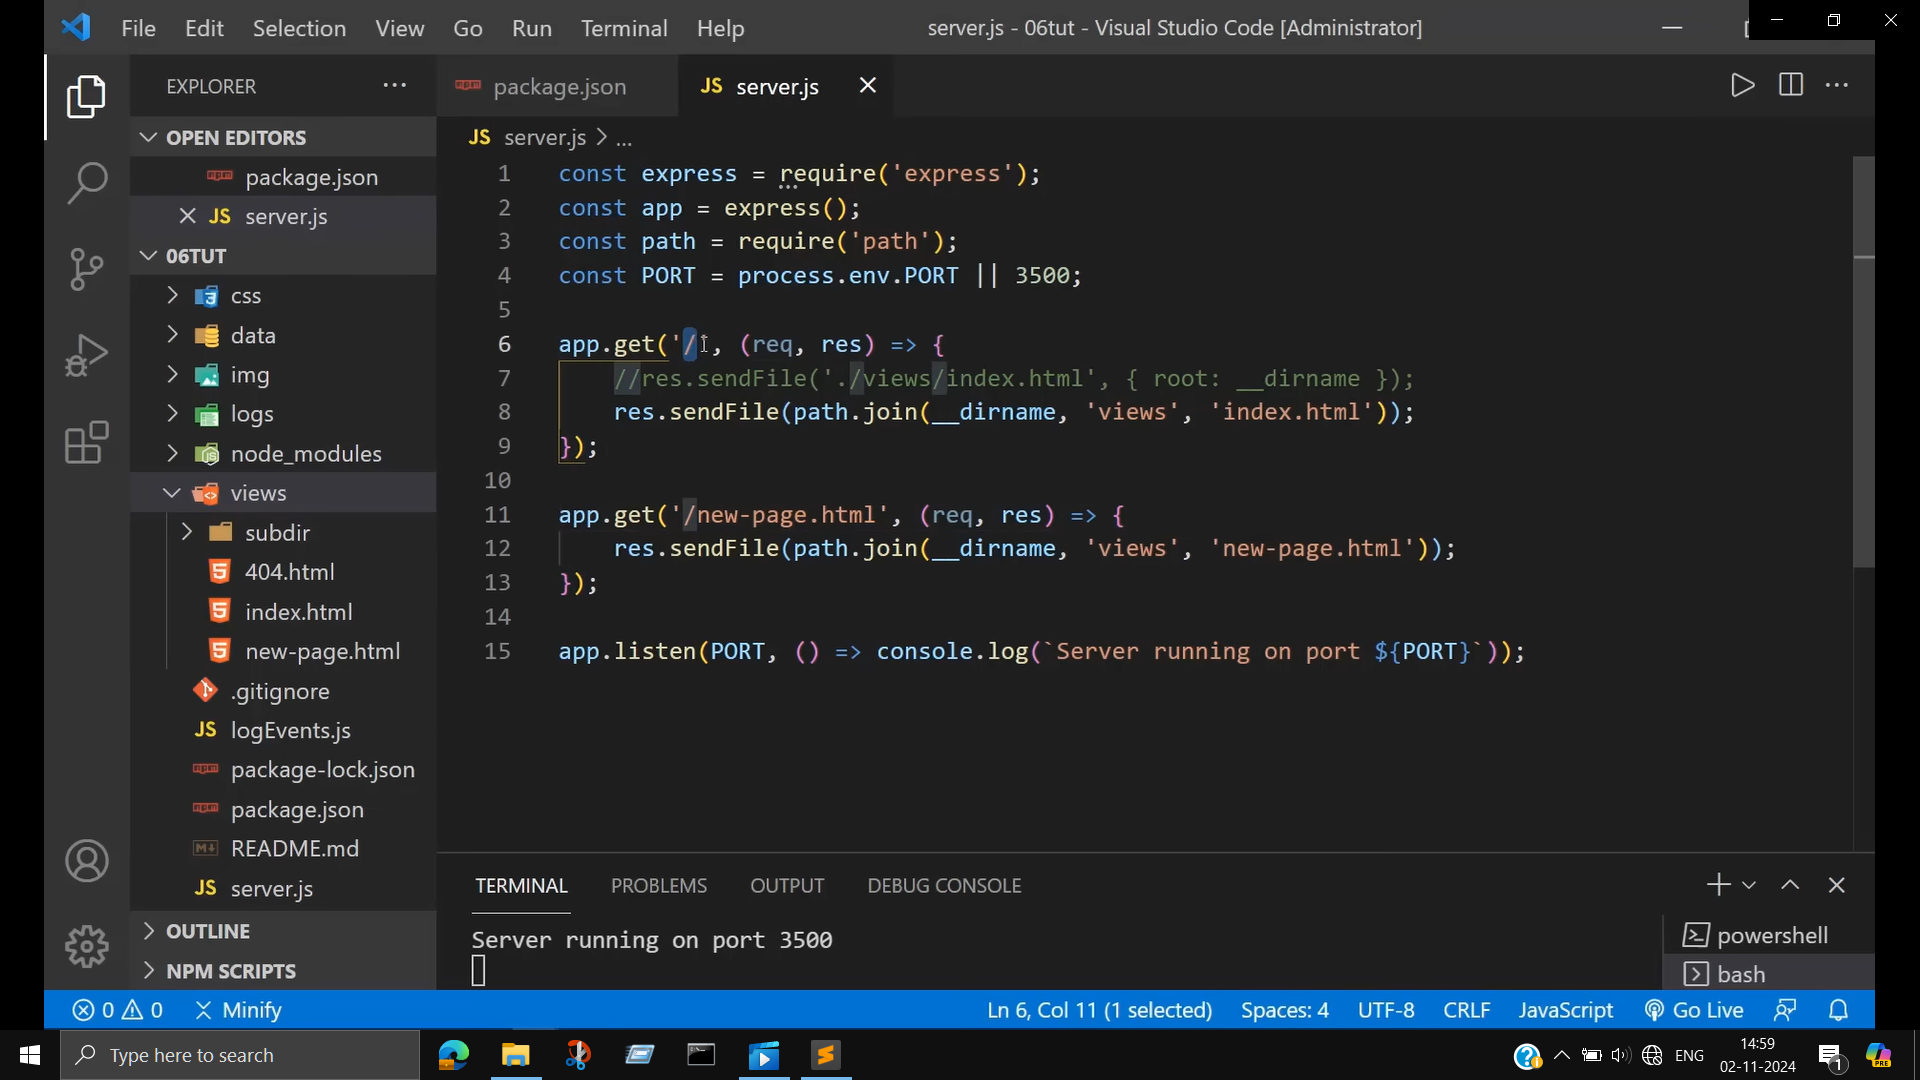 File Edit Selection View Go Run Terminal Help server.js - 06tut - Visual Studio Code [Administrator]
EXPLORER
OPEN EDITORS
package.json
JS server.js
06TUT
css
data
img
logs
node_modules
views
subdir
404.html
index.html
new-page.html
.gitignore
JS logEvents.js
package-lock.json
package.json
README.md
JS server.js
OUTLINE
NPM SCRIPTS
package.json JS server.js
JS server.js > ...
1 const express = require('express');
2 const app = express();
3 const path = require('path');
4 const PORT = process.env.PORT || 3500;
5
6 app.get('/', (req, res) => {
7 //res.sendFile('./views/index.html', { root: __dirname });
8 res.sendFile(path.join(__dirname, 'views', 'index.html'));
9 });
10
11 app.get('/new-page.html', (req, res) => {
12 res.sendFile(path.join(__dirname, 'views', 'new-page.html'));
13 });
14
15 app.listen(PORT, () => console.log(`Server running on port ${PORT}`));
TERMINAL PROBLEMS OUTPUT DEBUG CONSOLE
Server running on port 3500
powershell
bash
0 0 Minify Ln 6, Col 11 (1 selected) Spaces: 4 UTF-8 CRLF JavaScript Go Live
Type here to search ENG 14:59
02-11-2024
1
PRE